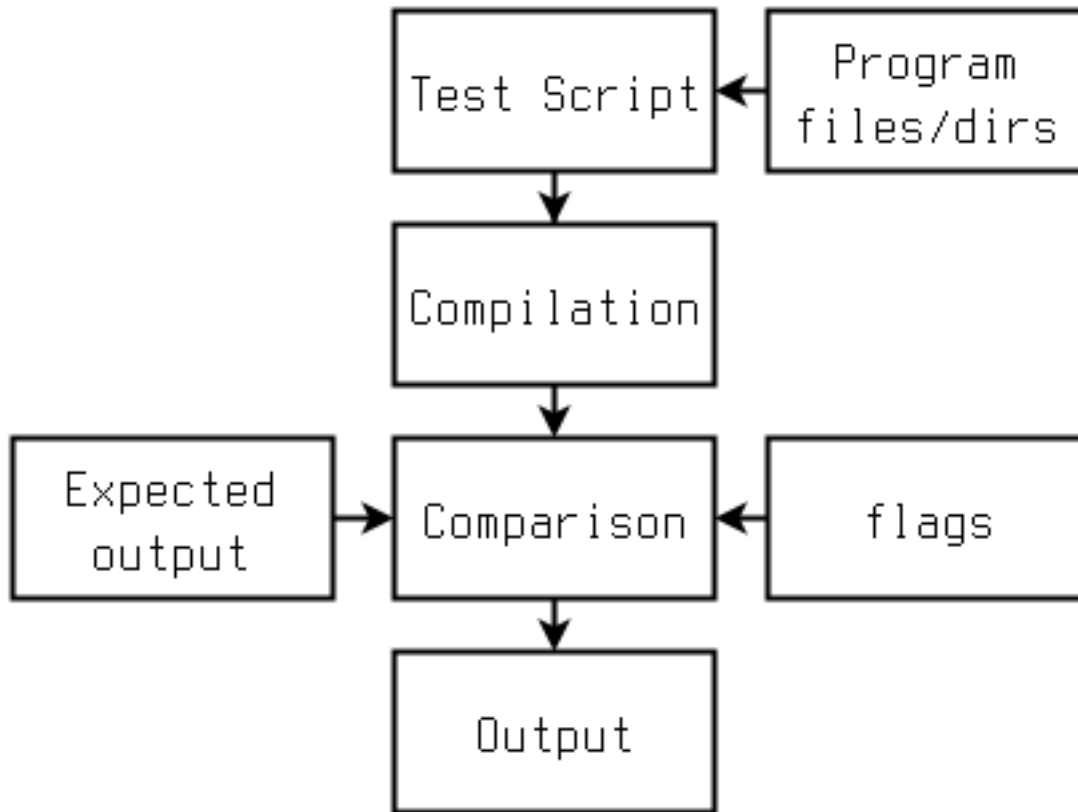 Test Script
Program
files/dirs
Compilation
Expected
output
Comparison
flags
Output